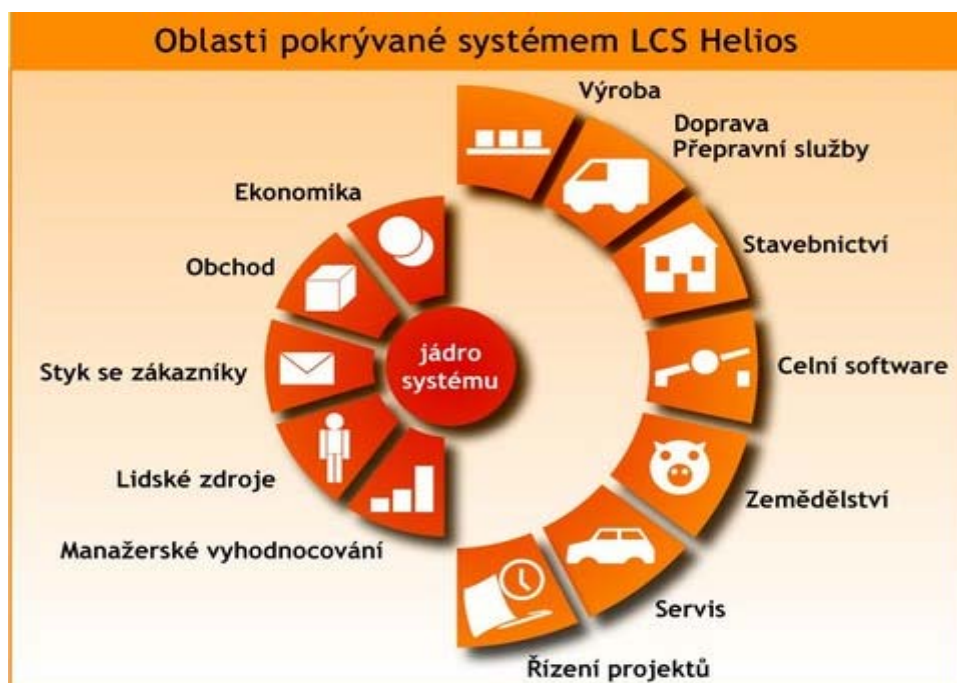 Oblasti pokrývané systémem LCS Helios
Výroba
Doprava
Přepravní služby
Ekonomika
Stavebnictví
Obchod
jádro
systému
Celní software
Styk se zákazníky
Lidské zdroje
Zemědělství
Manažerské vyhodnocování
Servis
Řízení projektů